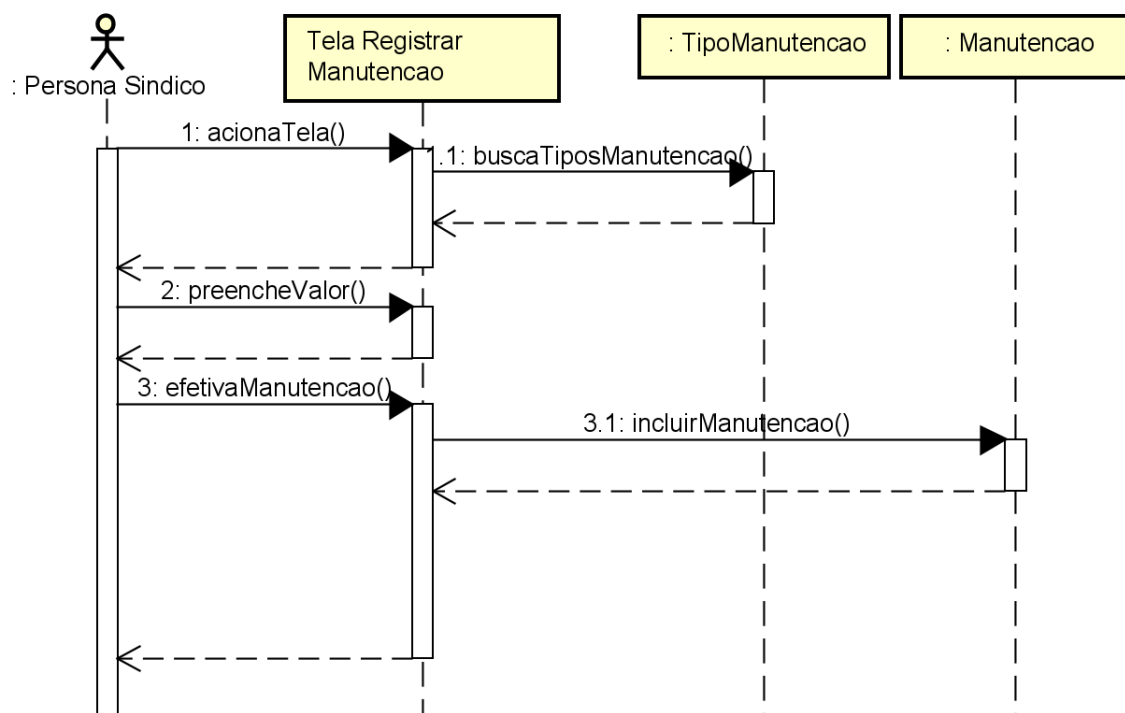 : Persona Sindico
Tela Registrar
Manutencao
: TipoManutencao
: Manutencao
1: acionaTela()
1.1: buscaTiposManutencao()
2: preencheValor()
3: efetivaManutencao()
3.1: incluirManutencao()